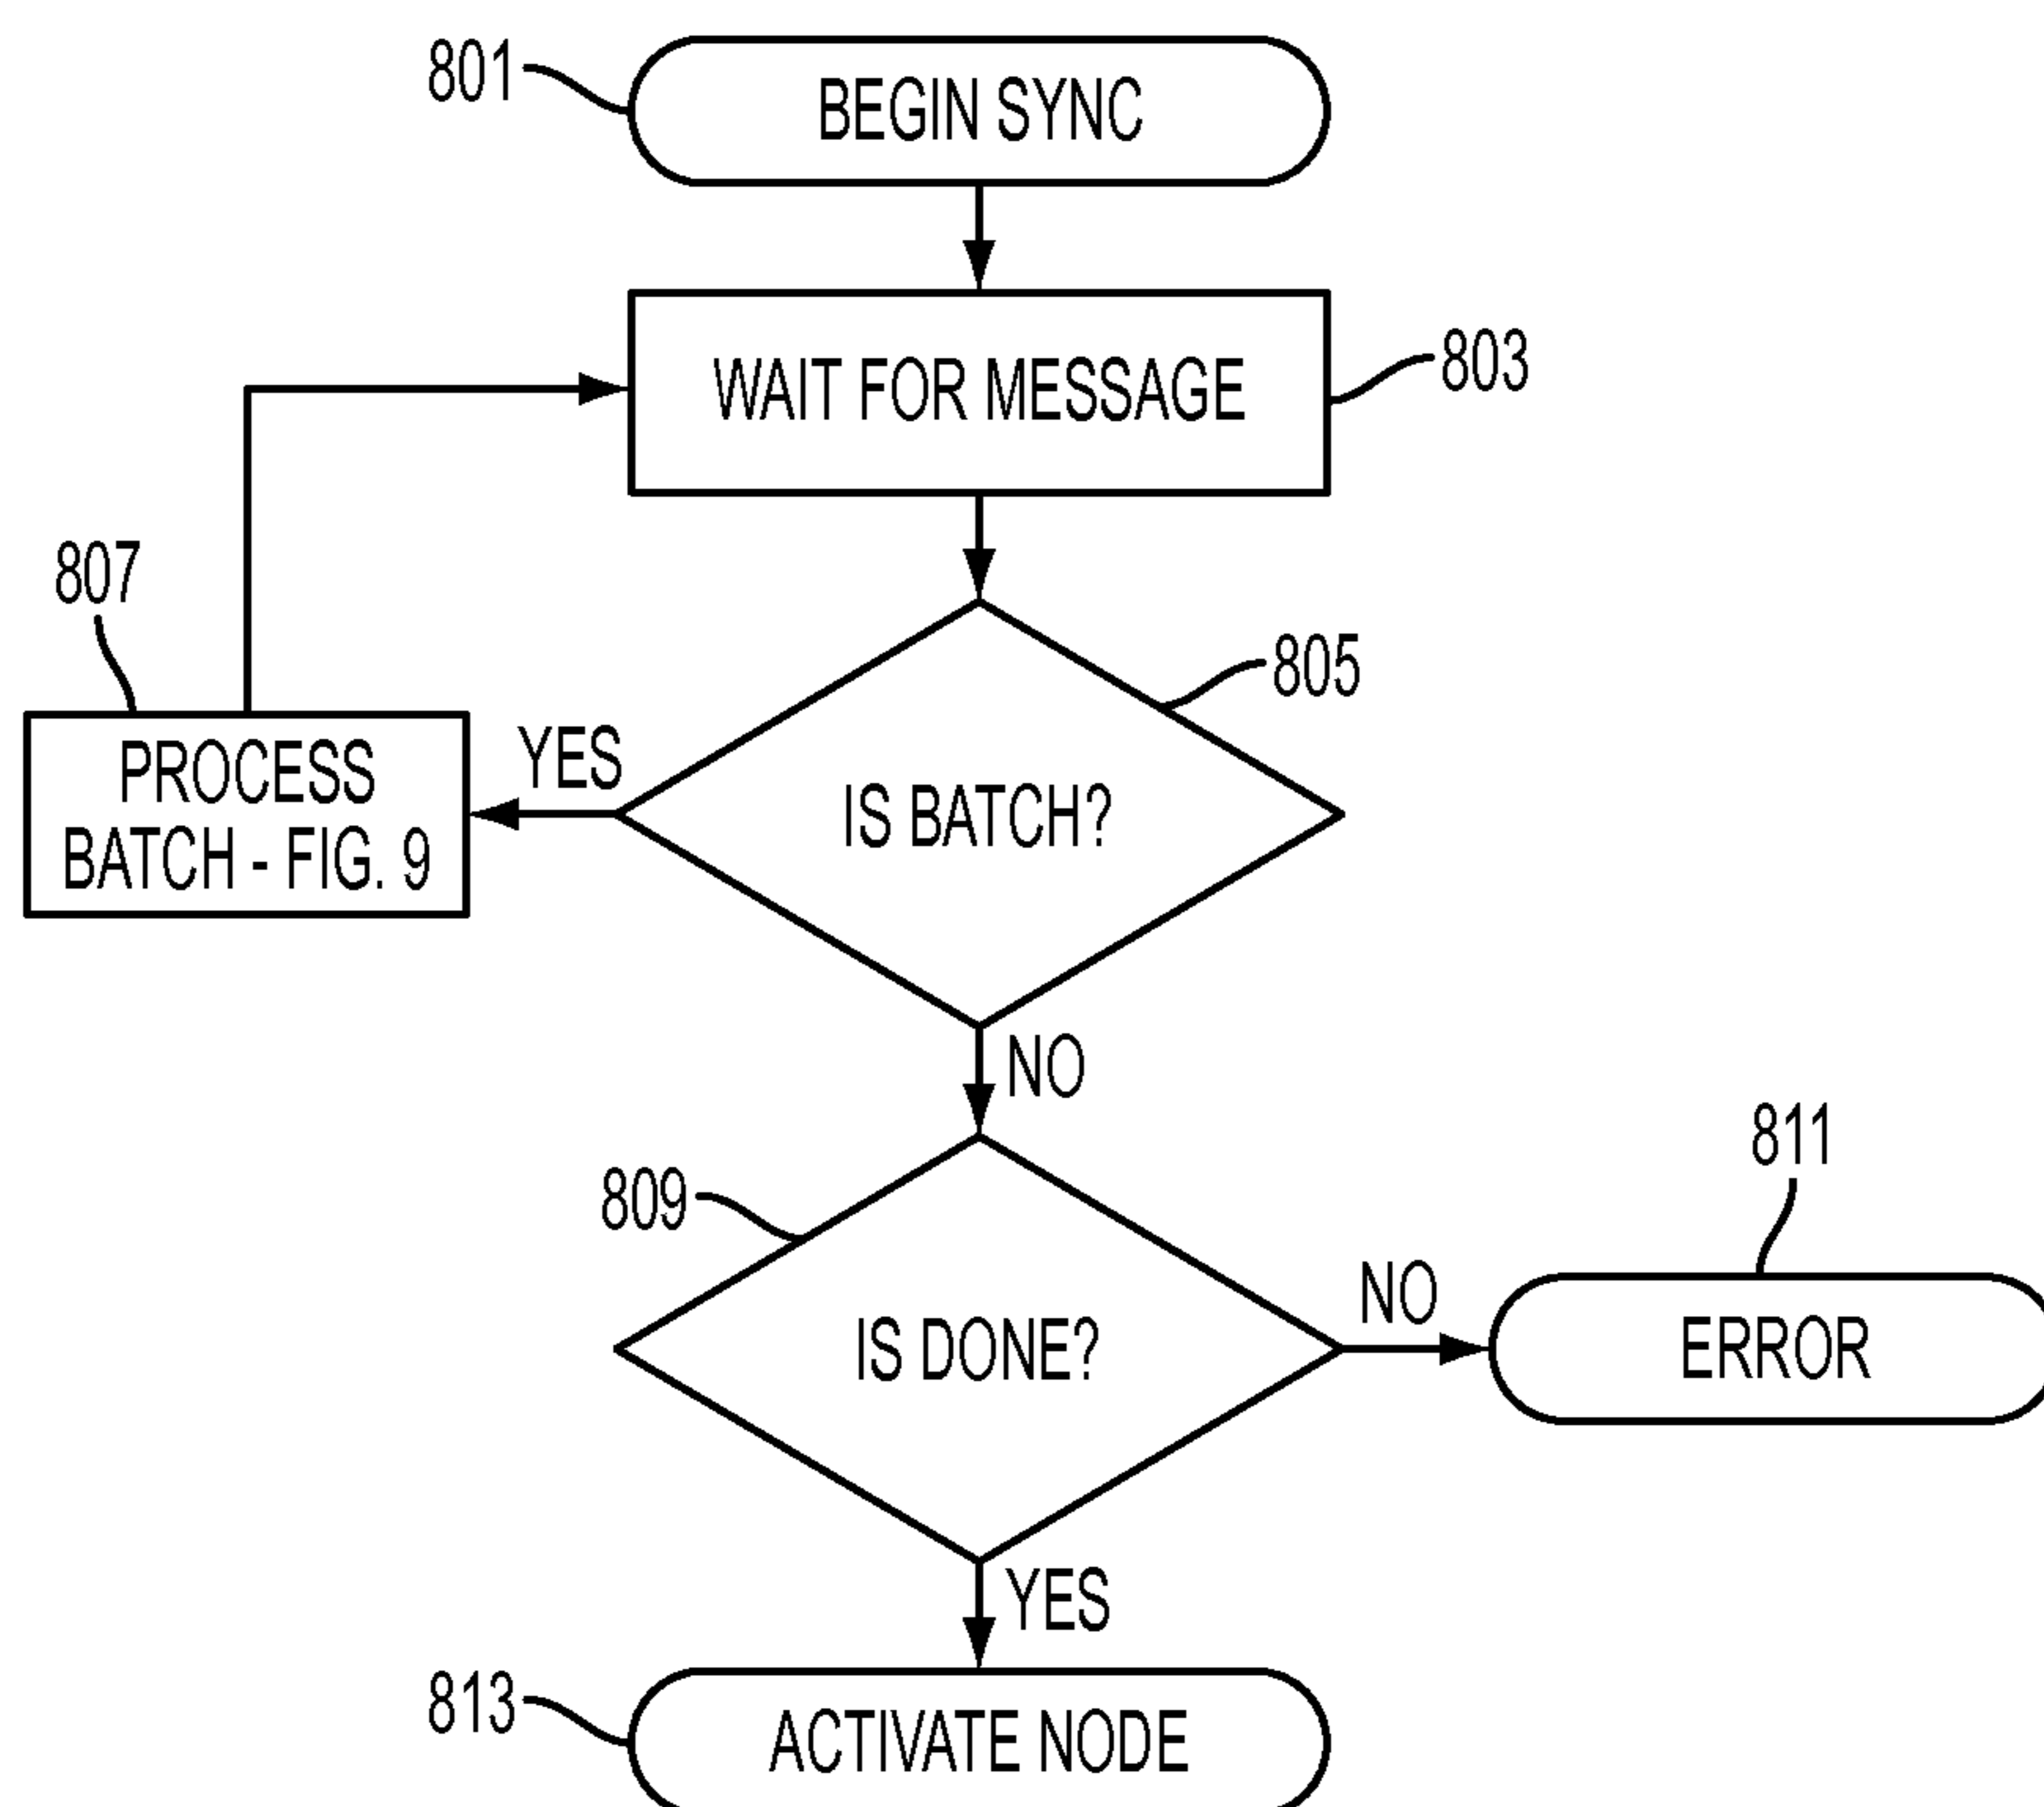 801
BEGIN SYNC
WAIT FOR MESSAGE
803
807
805
PROCESS
BATCH - FIG. 9
YES
IS BATCH?
NO
809
811
IS DONE?
NO
ERROR
YES
813
ACTIVATE NODE